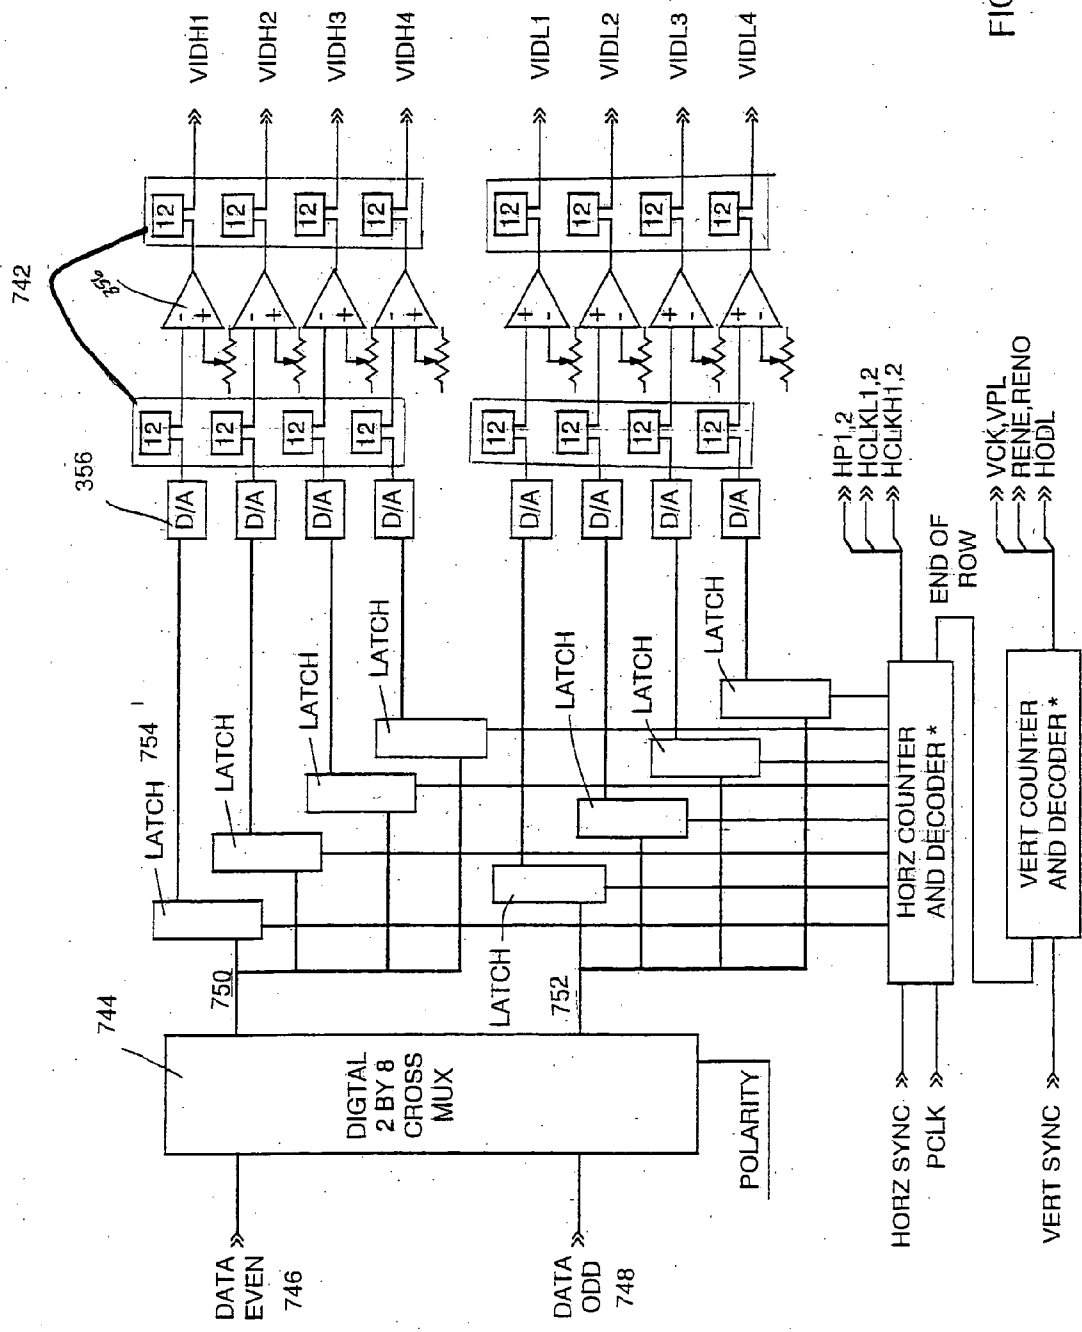 742
VIDH1
VIDH2
VIDH3
VIDH4
VIDL1
VIDL2
VIDL3
VIDL4
FIG
12
12
12
12
12
12
12
12
-
+
-
+
-
+
-
+
+
-
+
-
+
-
+
-
12
12
12
12
12
12
12
12
356
D/A
D/A
D/A
D/A
D/A
D/A
D/A
D/A
LATCH 754
LATCH
LATCH
LATCH
LATCH
LATCH
LATCH
LATCH
HP1,2
HCLKL1,2
HCLKH1,2
END OF
ROW
VCK,VPL
RENE,RENO
HODL
HORZ COUNTER
AND DECODER *
VERT COUNTER
AND DECODER *
744
750
752
DIGTAL
2 BY 8
CROSS
MUX
POLARITY
HORZ SYNC
PCLK
VERT SYNC
DATA
EVEN
746
DATA
ODD
748